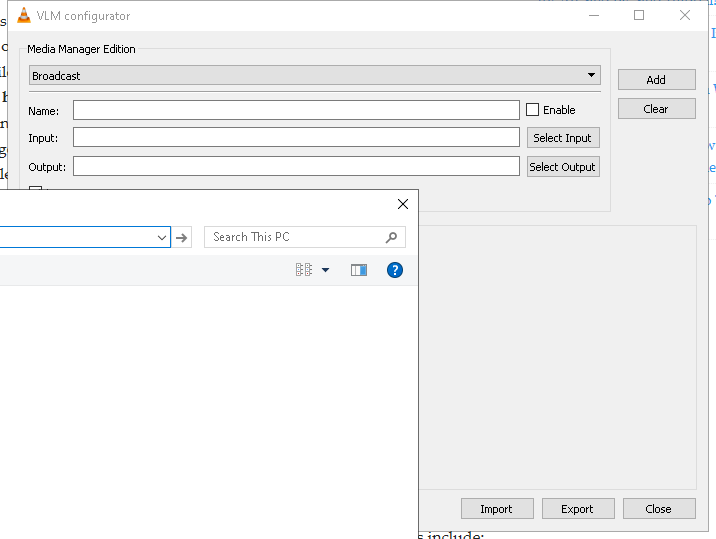 VLM configurator
Media Manager Edition
Broadcast
Add
Name:
Enable
Clear
Input:
Select Input
Output:
Select Output
Search This PC
?
Import
Export
Close
include: